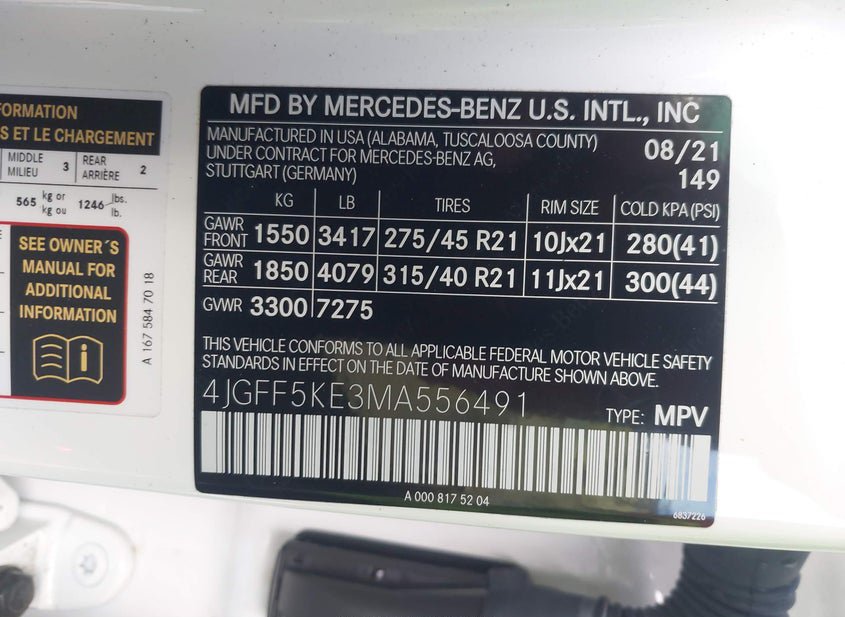 FORMATION
S ET LE CHARGEMENT
MIDDLE MILIEU 3 REAR ARRIÈRE 2
565 kg or kg ou 1246 lbs. lb.
SEE OWNER´S
MANUAL FOR
ADDITIONAL
INFORMATION
A 167 584 70 18
MFD BY MERCEDES-BENZ U.S. INTL., INC
MANUFACTURED IN USA (ALABAMA, TUSCALOOSA COUNTY)
UNDER CONTRACT FOR MERCEDES-BENZ AG,
STUTTGART (GERMANY)
08/21
149
KG LB TIRES RIM SIZE COLD KPA (PSI)
GAWR FRONT 1550 3417 275/45 R21 10Jx21 280(41)
GAWR REAR 1850 4079 315/40 R21 11Jx21 300(44)
GVWR 3300 7275
THIS VEHICLE CONFORMS TO ALL APPLICABLE FEDERAL MOTOR VEHICLE SAFETY
STANDARDS IN EFFECT ON THE DATE OF MANUFACTURE SHOWN ABOVE.
4JGFF5KE3MA556491
TYPE: MPV
A 000 817 52 04
6837226